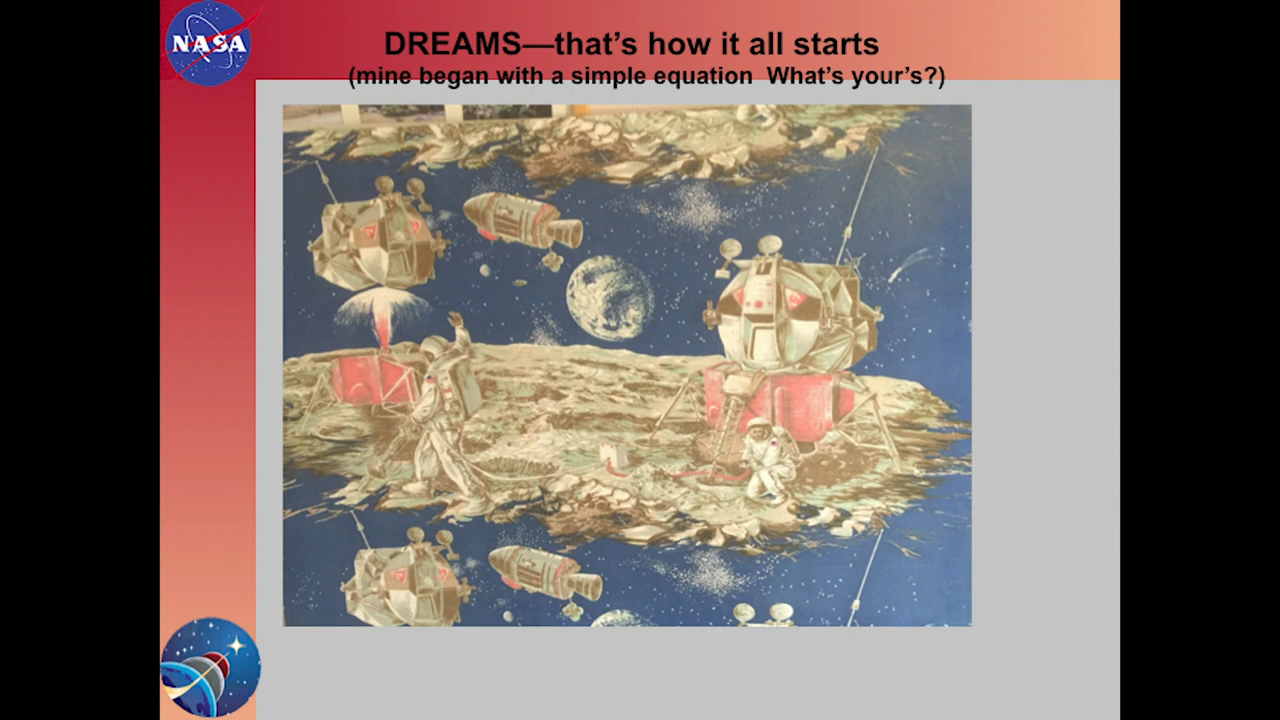 NASA
DREAMS—that's how it all starts
(mine began with a simple equation  What's your's?)